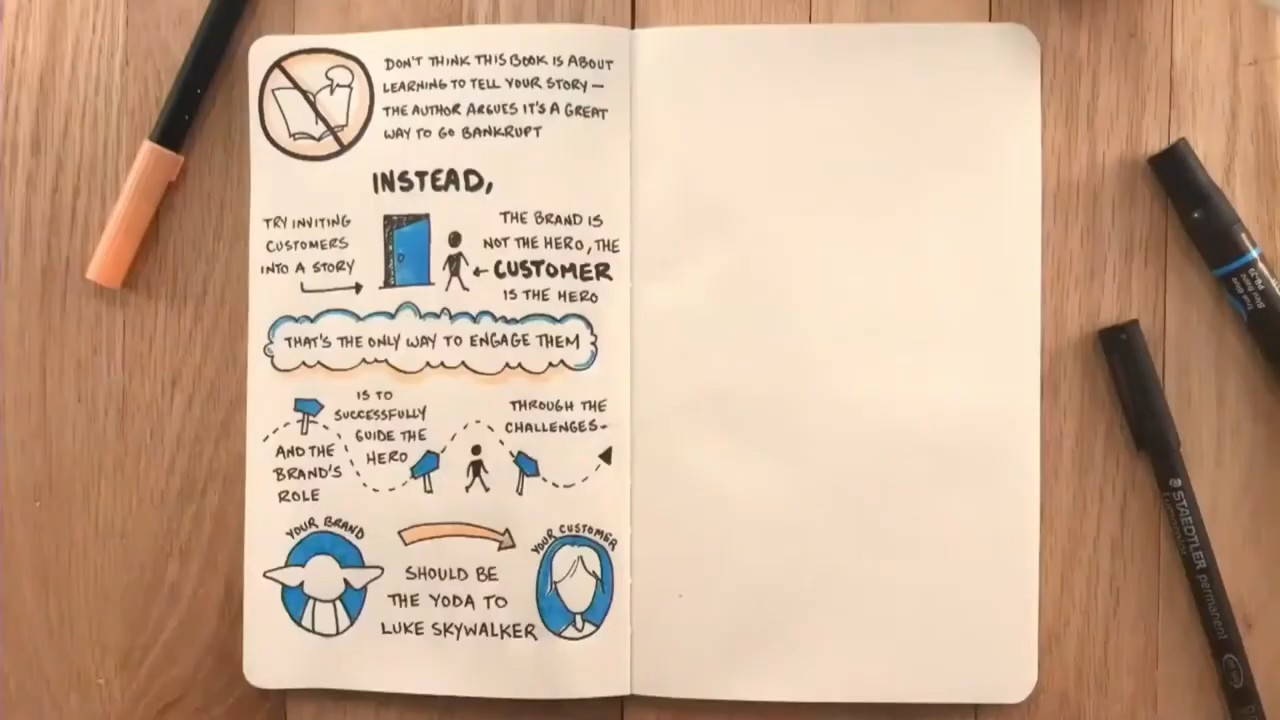 DON'T THINK THIS BOOK IS ABOUT
LEARNING TO TELL YOUR STORY —
THE AUTHOR ARGUES IT'S A GREAT
WAY TO GO BANKRUPT
INSTEAD,
TRY INVITING
CUSTOMERS
INTO A STORY
THE BRAND IS
NOT THE HERO, THE
CUSTOMER
IS THE HERO
THAT'S THE ONLY WAY TO ENGAGE THEM
AND THE
BRAND'S
ROLE
IS TO
SUCCESSFULLY
GUIDE THE
HERO
THROUGH THE
CHALLENGES-
YOUR BRAND
SHOULD BE
THE YODA TO
LUKE SKYWALKER
YOUR CUSTOMER
True Blue
STAEDTLER permanent
Lumocolor